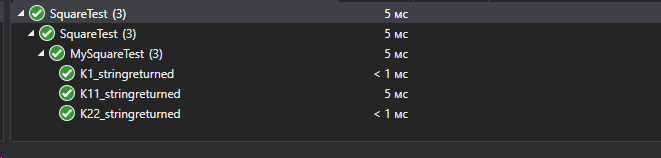 SquareTest (3) 5 мс
SquareTest (3) 5 мс
MySquareTest (3) 5 мс
K1_stringreturned < 1 мс
K11_stringreturned 5 мс
K22_stringreturned < 1 мс